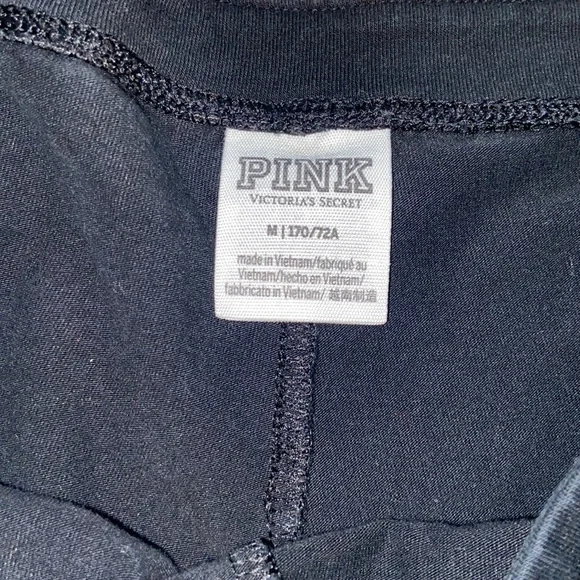 PINK
VICTORIA'S SECRET
M | 170/72A
made in Vietnam/fabriqué au
Vietnam/hecho en Vietnam/
fabbricato in Vietnam/ 越南制造